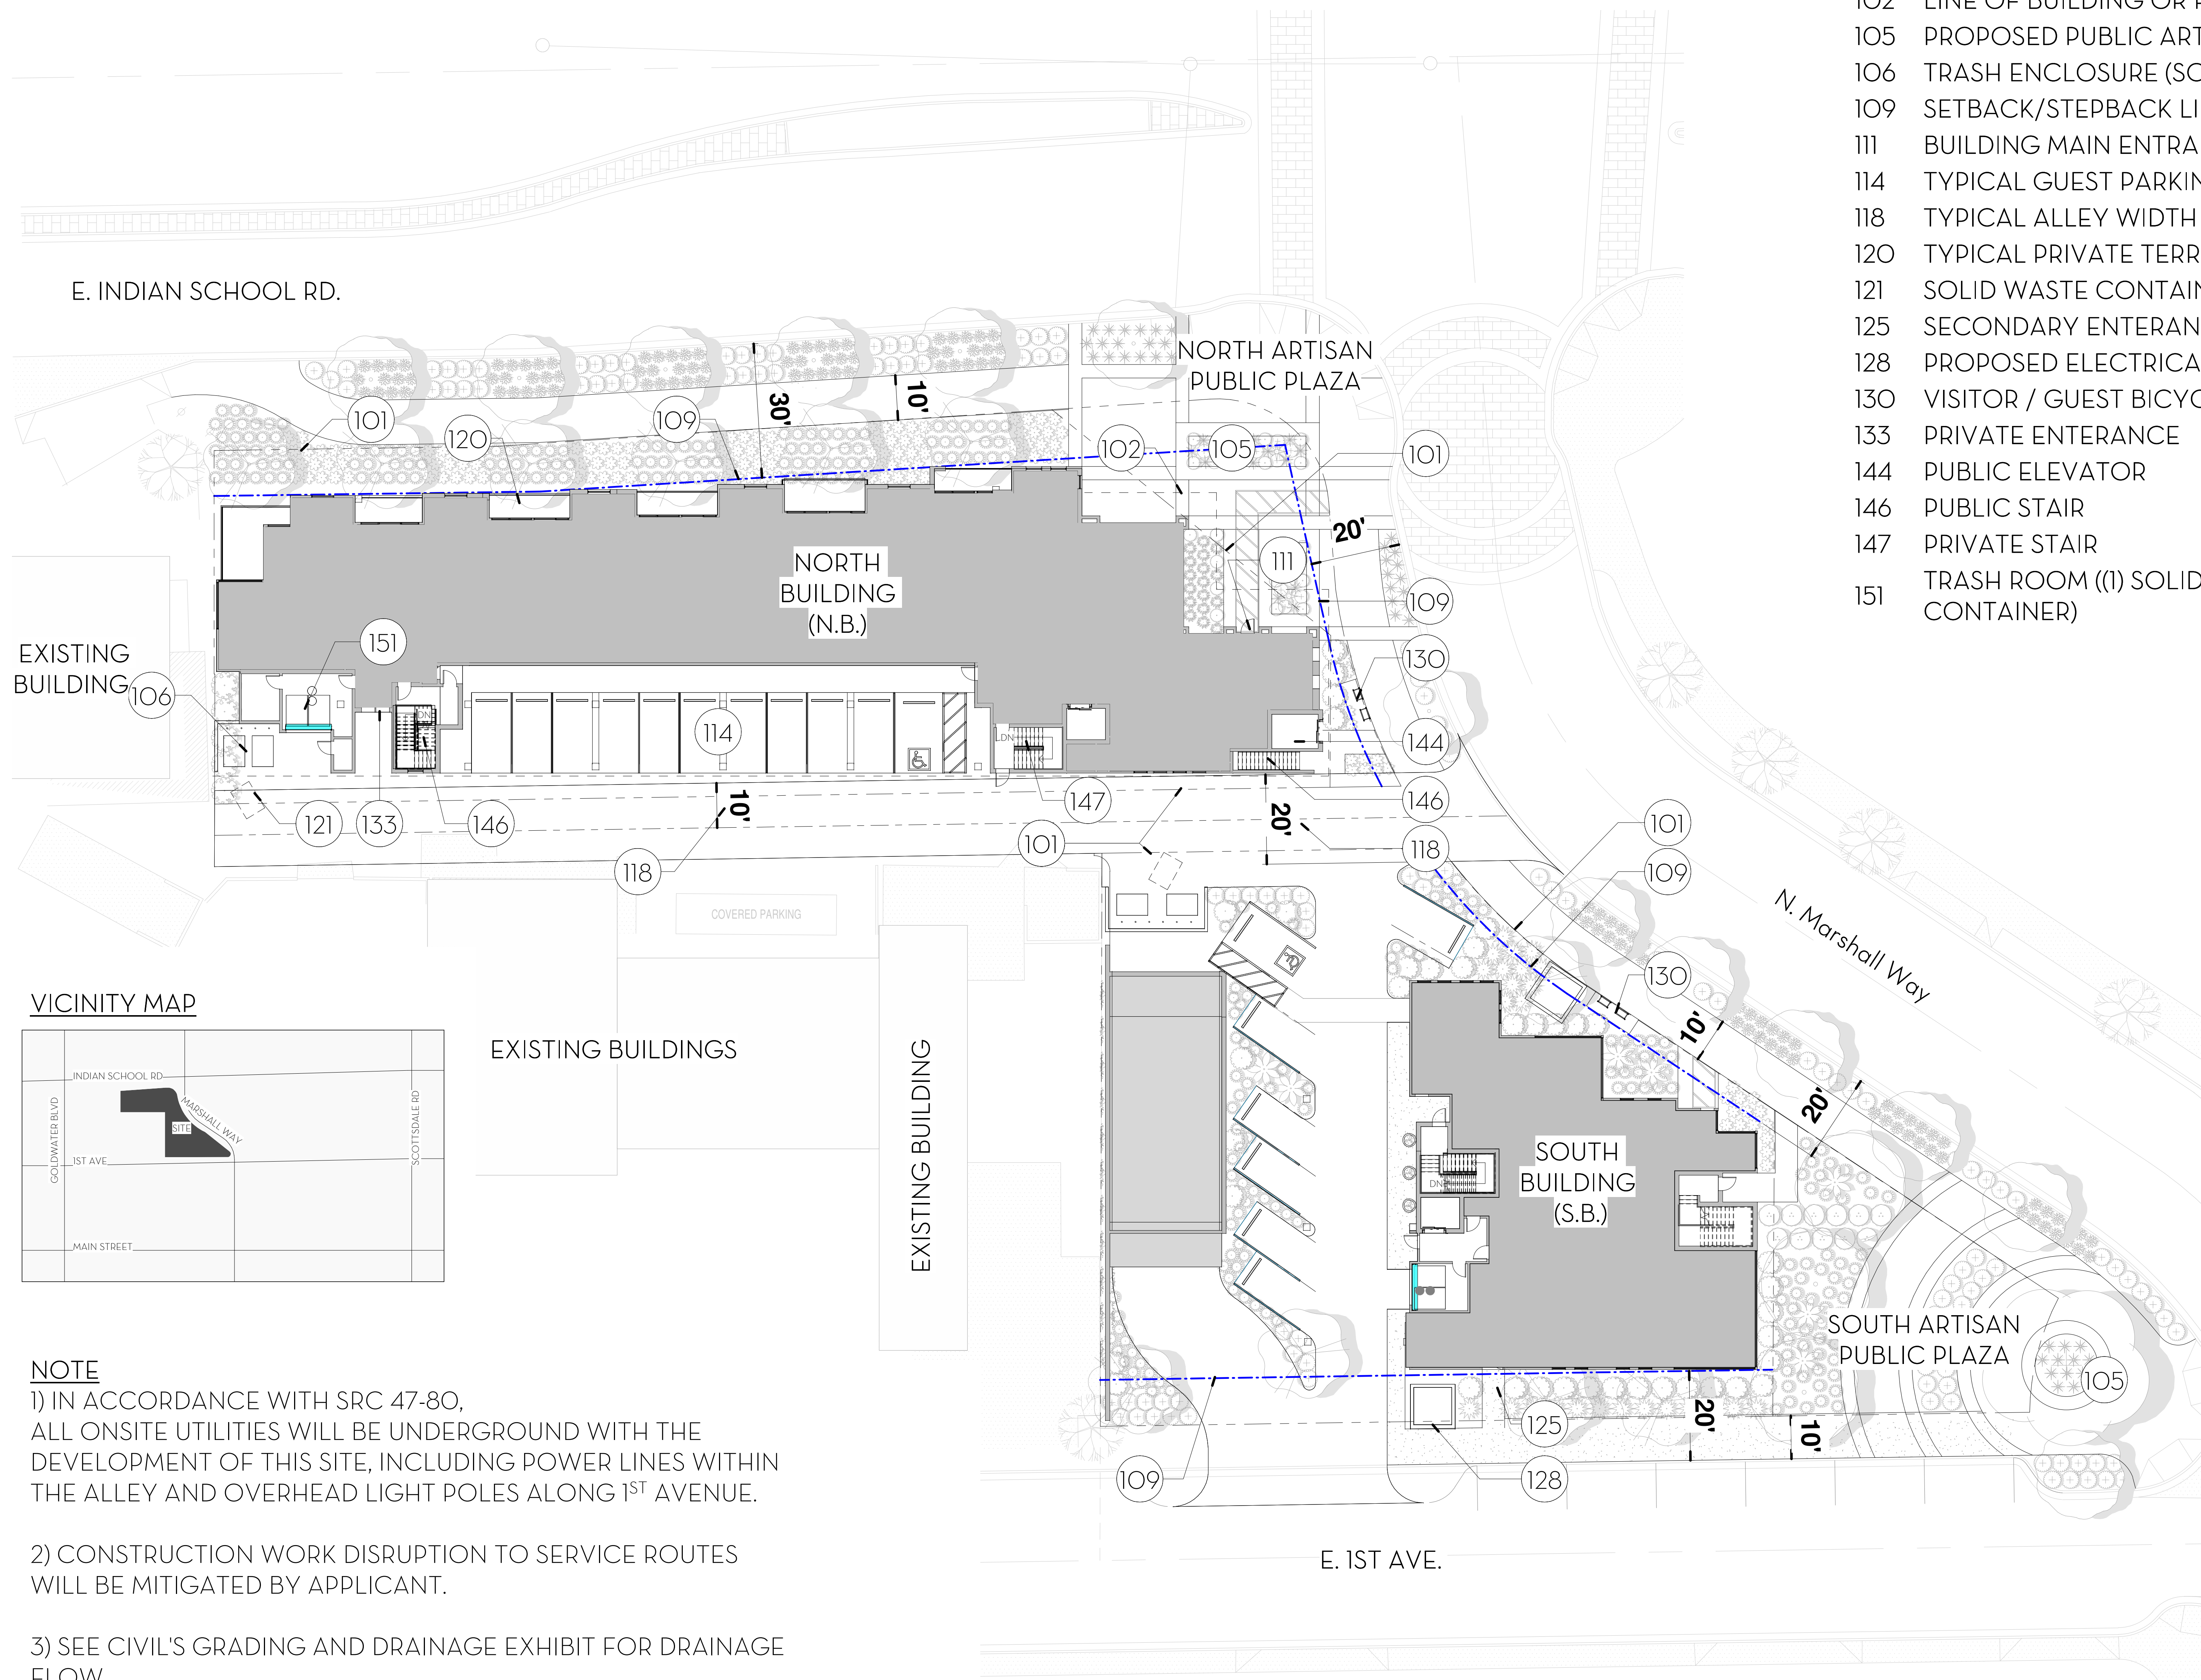 102 LINE OF BUILDING OR
105 PROPOSED PUBLIC ART
106 TRASH ENCLOSURE (SO
109 SETBACK/STEPBACK LI
111 BUILDING MAIN ENTRA
114 TYPICAL GUEST PARKIN
118 TYPICAL ALLEY WIDTH
120 TYPICAL PRIVATE TERR
121 SOLID WASTE CONTAIN
125 SECONDARY ENTERAN
128 PROPOSED ELECTRICA
130 VISITOR / GUEST BICYC
133 PRIVATE ENTERANCE
144 PUBLIC ELEVATOR
146 PUBLIC STAIR
147 PRIVATE STAIR
151 TRASH ROOM ((1) SOLID
CONTAINER)
E. INDIAN SCHOOL RD.
NORTH ARTISAN
PUBLIC PLAZA
30'
10'
101
120
109
102
105
101
20'
111
NORTH
BUILDING
(N.B.)
109
EXISTING
BUILDING
151
106
130
DN
114
LDN
144
121
133
146
10'
147
20'
146
118
101
118
101
109
COVERED PARKING
N. Marshall Way
130
10'
20'
VICINITY MAP
INDIAN SCHOOL RD
GOLDWATER BLVD
MARSHALL WAY
SITE
SCOTTSDALE RD
1ST AVE
MAIN STREET
EXISTING BUILDINGS
EXISTING BUILDING
DN
SOUTH
BUILDING
(S.B.)
SOUTH ARTISAN
PUBLIC PLAZA
105
125
20'
10'
109
128
E. 1ST AVE.
NOTE
1) IN ACCORDANCE WITH SRC 47-80,
ALL ONSITE UTILITIES WILL BE UNDERGROUND WITH THE
DEVELOPMENT OF THIS SITE, INCLUDING POWER LINES WITHIN
THE ALLEY AND OVERHEAD LIGHT POLES ALONG 1ST AVENUE.
2) CONSTRUCTION WORK DISRUPTION TO SERVICE ROUTES
WILL BE MITIGATED BY APPLICANT.
3) SEE CIVIL'S GRADING AND DRAINAGE EXHIBIT FOR DRAINAGE
FLOW